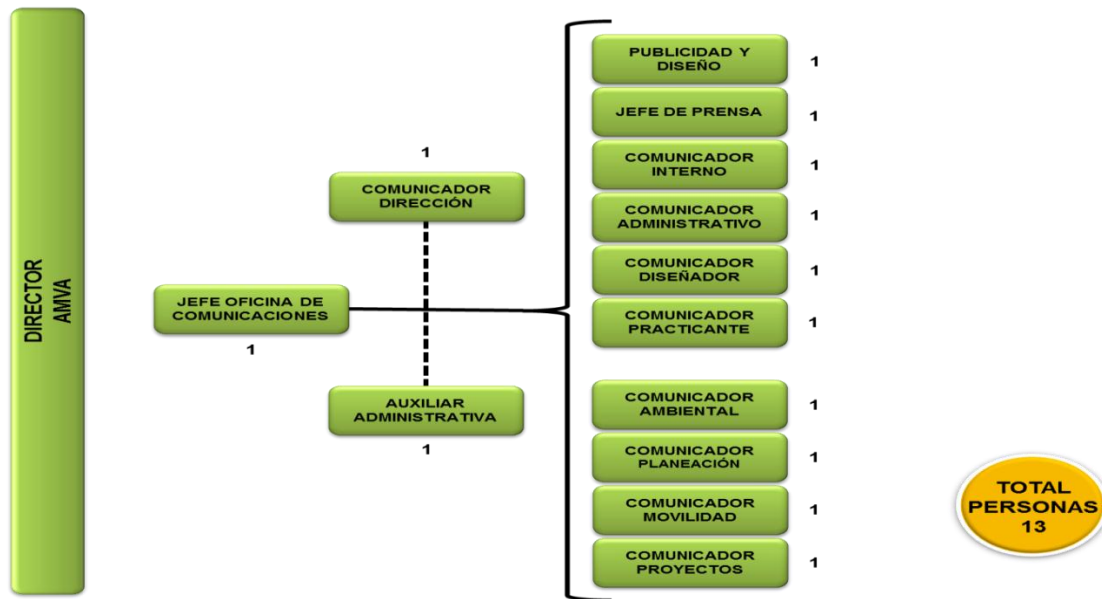 DIRECTOR
AMVA
JEFE OFICINA DE
COMUNICACIONES
1
1
COMUNICADOR
DIRECCIÓN
AUXILIAR
ADMINISTRATIVA
1
PUBLICIDAD Y
DISEÑO
1
JEFE DE PRENSA
1
COMUNICADOR
INTERNO
1
COMUNICADOR
ADMINISTRATIVO
1
COMUNICADOR
DISEÑADOR
1
COMUNICADOR
PRACTICANTE
1
COMUNICADOR
AMBIENTAL
1
COMUNICADOR
PLANEACIÓN
1
COMUNICADOR
MOVILIDAD
1
COMUNICADOR
PROYECTOS
1
TOTAL
PERSONAS
13